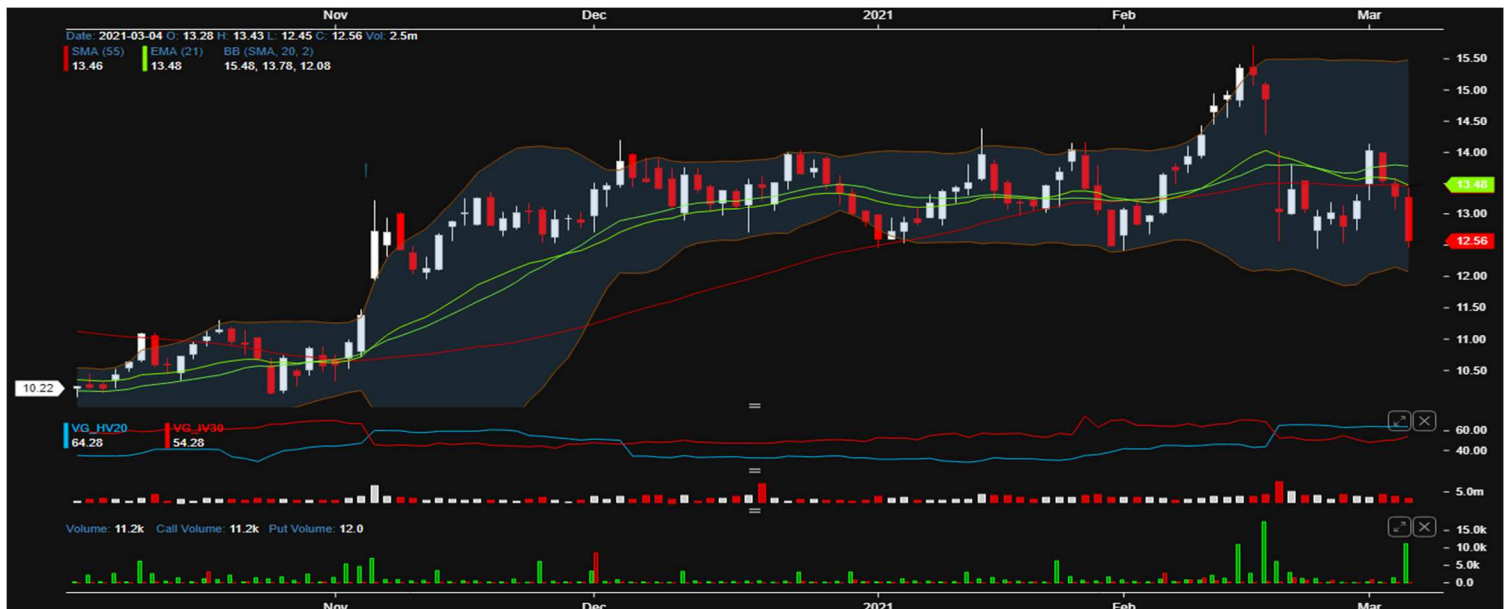 Nov Dec 2021 Feb Mar
Date: 2021-03-04 O: 13.28 H: 13.43 L: 12.45 C: 12.56 Vol: 2.5m
SMA (55) EMA (21) BB (SMA, 20, 2)
13.46 13.48 15.48, 13.78, 12.08
15.50
15.00
14.50
14.00
13.48
13.00
12.56
12.00
11.50
11.00
10.50
10.22
VG_HV20 VG_IV30
64.28 54.28
60.00
40.00
5.0m
Volume: 11.2k Call Volume: 11.2k Put Volume: 12.0
15.0k
10.0k
5.0k
0.0
Nov Dec 2021 Feb Mar